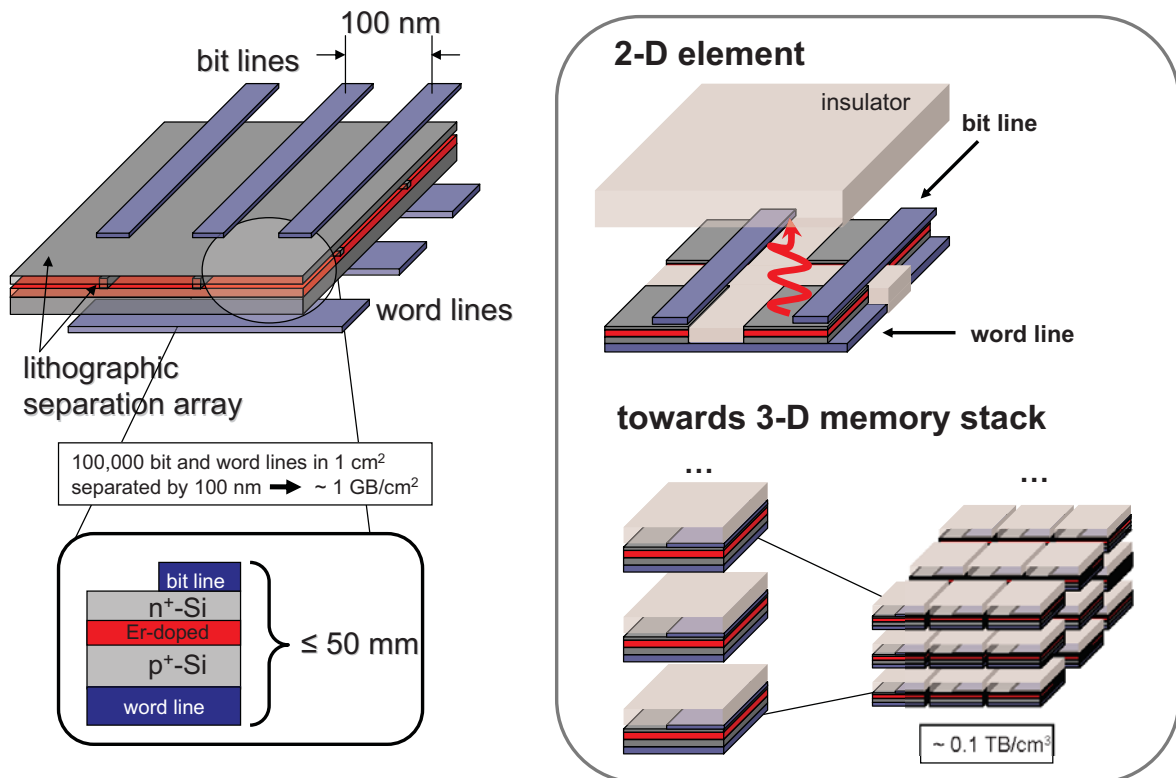 100 nm
bit lines
word lines
lithographic
separation array
100,000 bit and word lines in 1 cm²
separated by 100 nm ➡ ~ 1 GB/cm²
bit line
n⁺-Si
Er-doped
p⁺-Si
word line
≤ 50 mm
2-D element
insulator
bit line
word line
towards 3-D memory stack
...
...
~ 0.1 TB/cm³